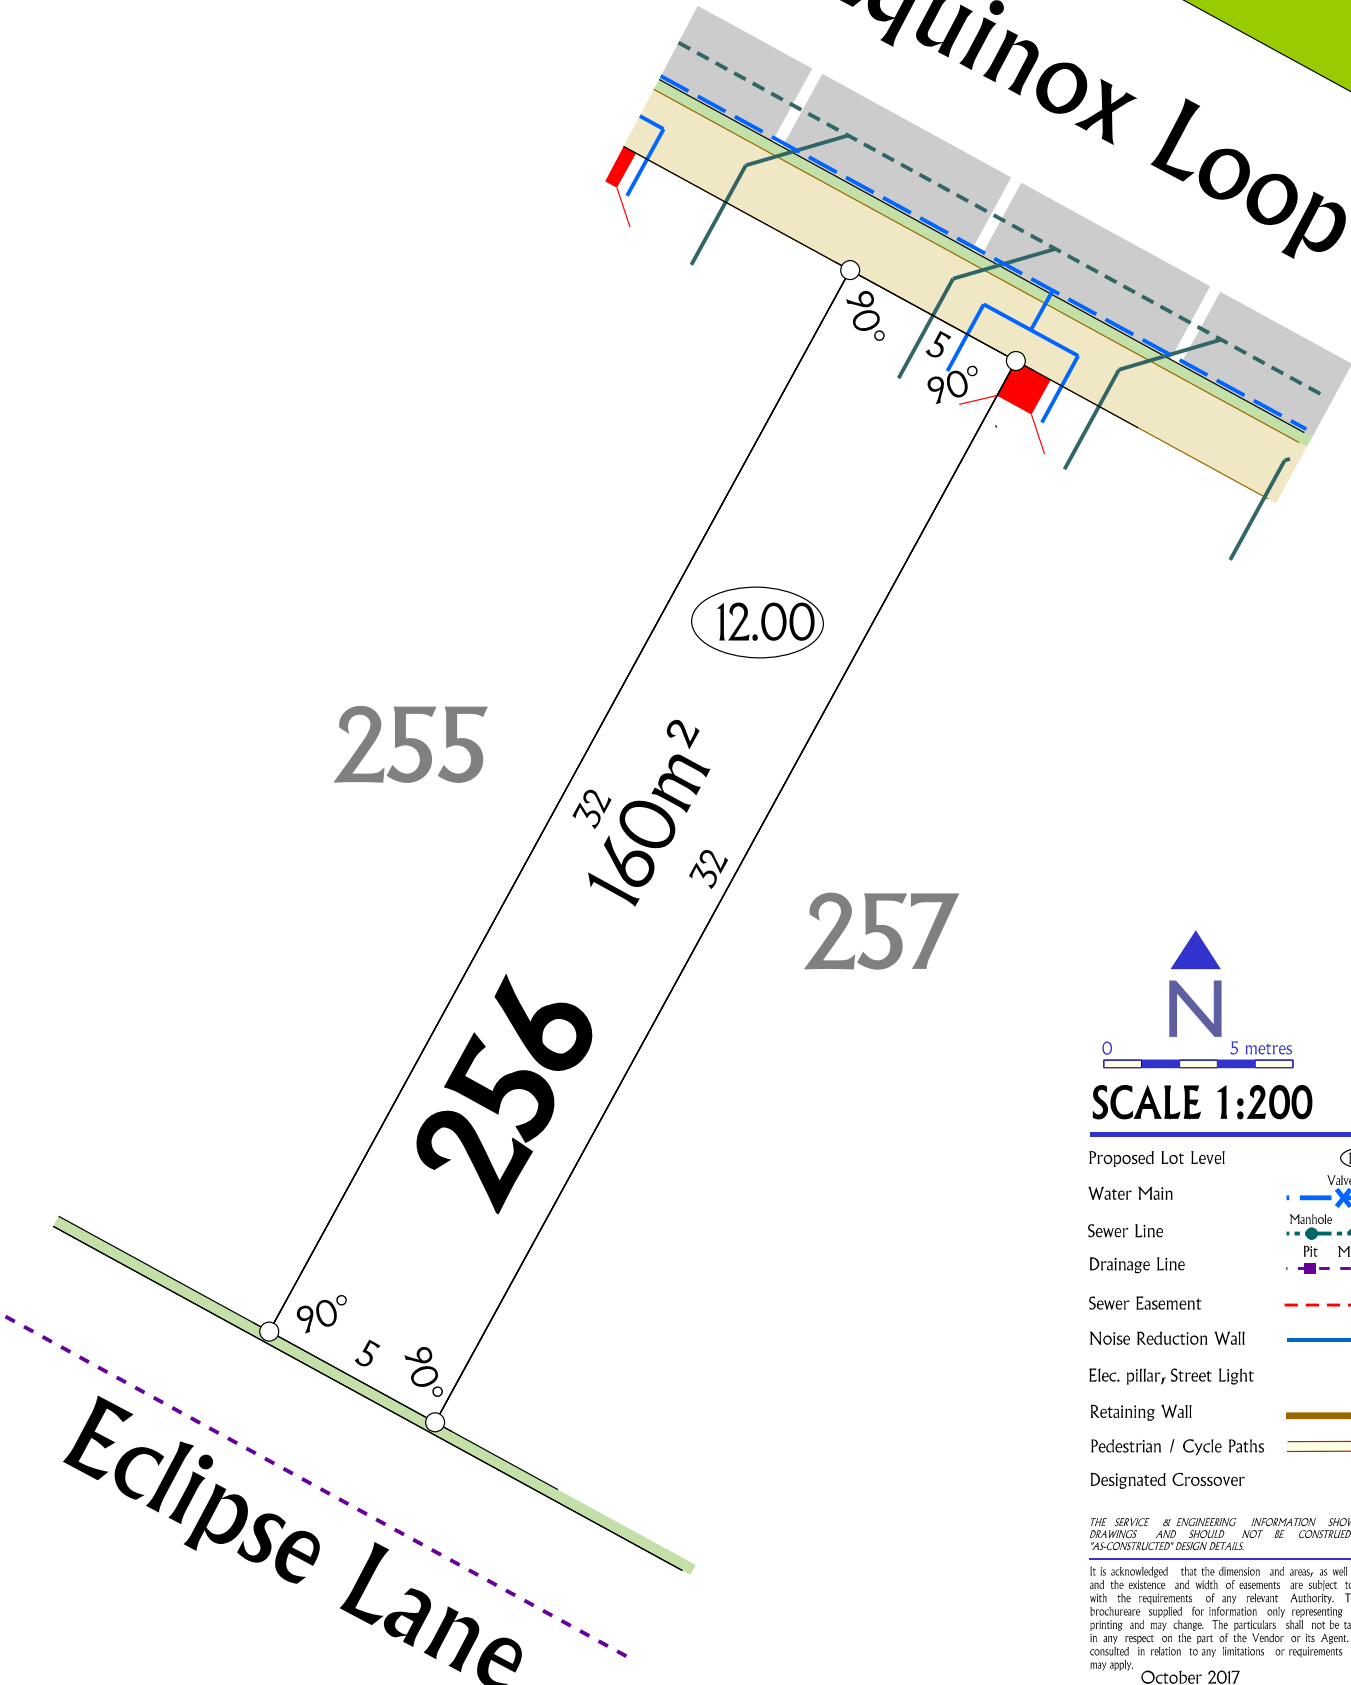 Equinox Loop
90°
5
90°
12.00
255
32
160m²
32
257
256
90°
5
90°
Eclipse Lane
N
0 5 metres
SCALE 1:200
Proposed Lot Level
Valve
Water Main
Manhole
Sewer Line
Pit M
Drainage Line
Sewer Easement
Noise Reduction Wall
Elec. pillar, Street Light
Retaining Wall
Pedestrian / Cycle Paths
Designated Crossover
THE SERVICE & ENGINEERING INFORMATION SHOW
DRAWINGS AND SHOULD NOT BE CONSTRUED
"AS-CONSTRUCTED" DESIGN DETAILS.
It is acknowledged that the dimension and areas, as well
and the existence and width of easements are subject to
with the requirements of any relevant Authority. T
brochureare supplied for information only representing
printing and may change. The particulars shall not be ta
in any respect on the part of the Vendor or its Agent.
consulted in relation to any limitations or requirements
may apply.
October 2017